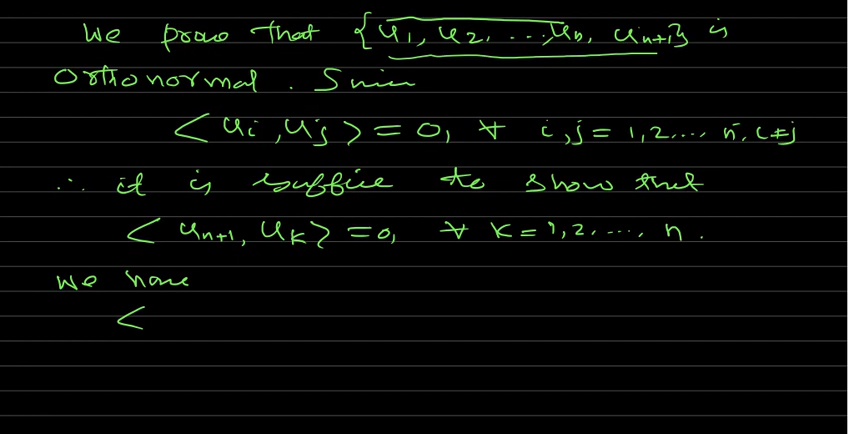 We prove that {u₁, u₂, ...,uₙ, uₙ₊₁} is
Orthonormal. Sinc
< uᵢ, uⱼ > = 0, ∀ i,j = 1,2.... n, i≠j
∴ it is suffice to show that
< uₙ₊₁, uₖ> = 0, ∀ k = 1,2, ..., n.
We have
<